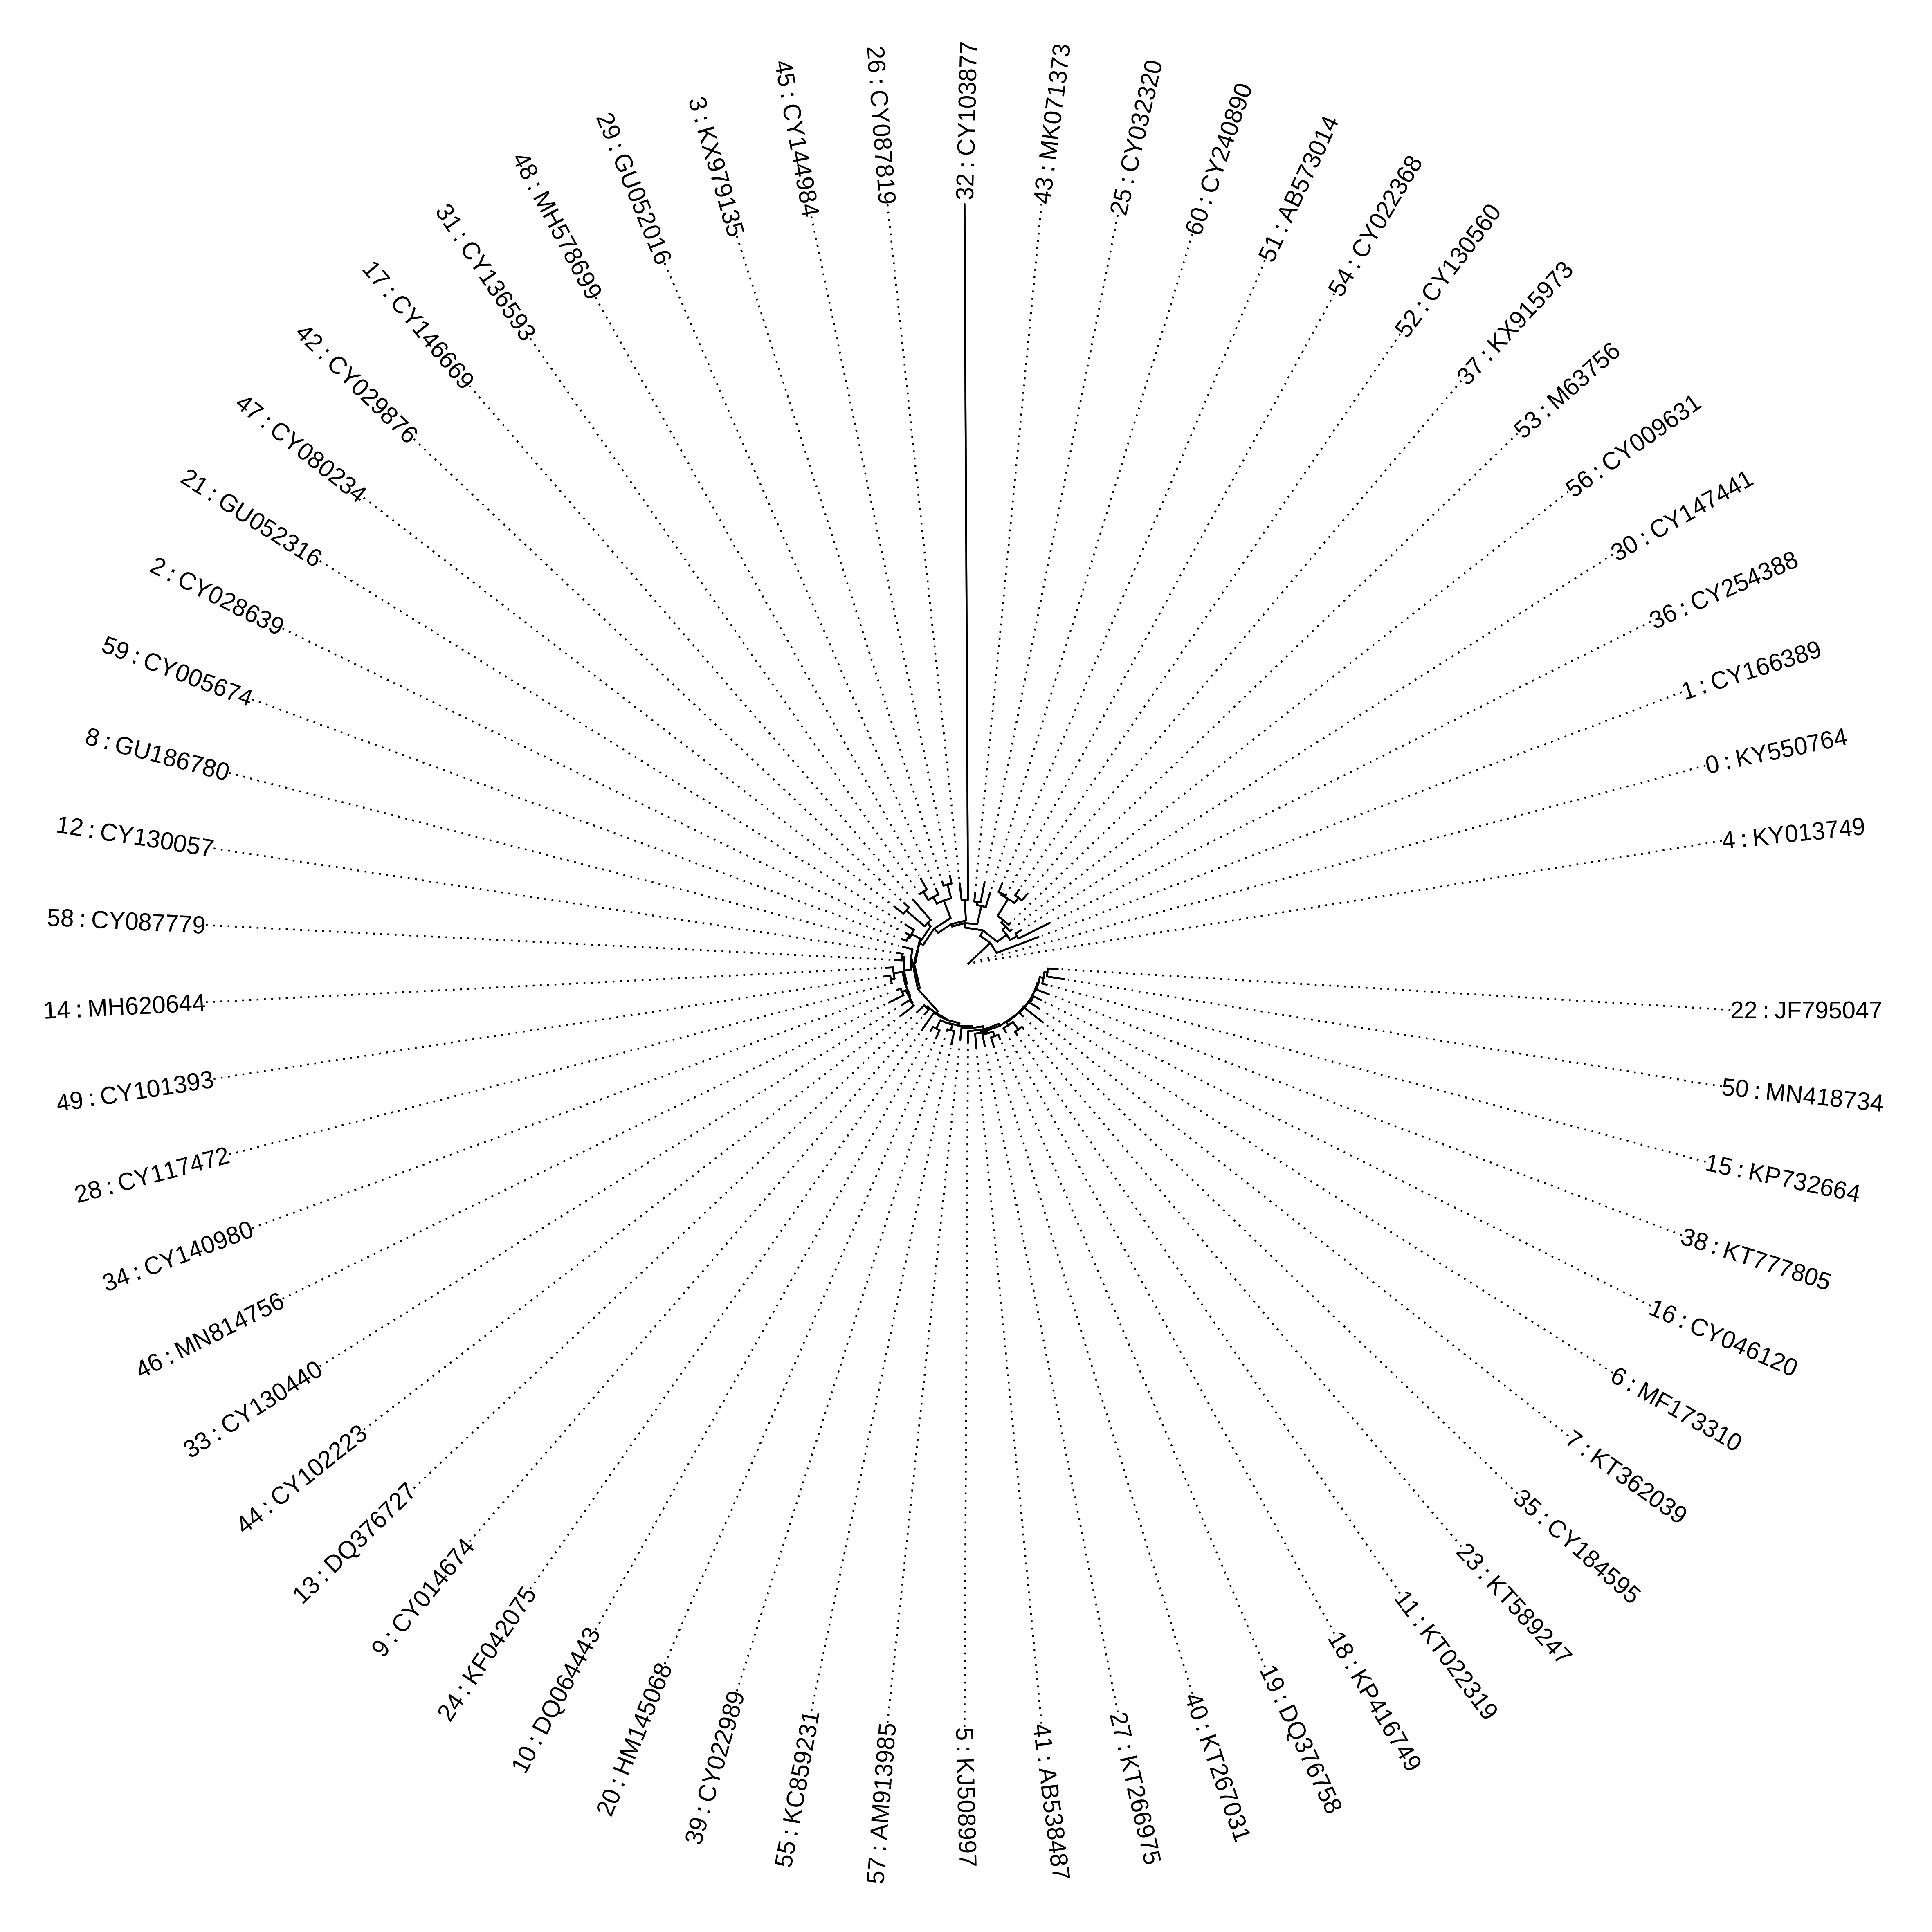 32 : CY103877
43 : MK071373
25 : CY032320
60 : CY240890
51 : AB573014
54 : CY022368
52 : CY130560
37 : KX915973
53 : M63756
56 : CY009631
30 : CY147441
36 : CY254388
1 : CY166389
0 : KY550764
4 : KY013749
22 : JF795047
50 : MN418734
15 : KP732664
38 : KT777805
16 : CY046120
6 : MF173310
7 : KT362039
35 : CY184595
23 : KT589247
11 : KT022319
18 : KP416749
19 : DQ376758
40 : KT267031
27 : KT266975
41 : AB538487
5 : KJ508997
57 : AM913985
55 : KC859231
39 : CY022989
20 : HM145068
10 : DQ064443
24 : KF042075
9 : CY014674
13 : DQ376727
44 : CY102223
33 : CY130440
46 : MN814756
34 : CY140980
28 : CY117472
49 : CY101393
14 : MH620644
58 : CY087779
12 : CY130057
8 : GU186780
59 : CY005674
2 : CY028639
21 : GU052316
47 : CY080234
42 : CY029876
17 : CY146669
31 : CY136593
48 : MH578699
29 : GU052016
3 : KX979135
45 : CY144984
26 : CY087819